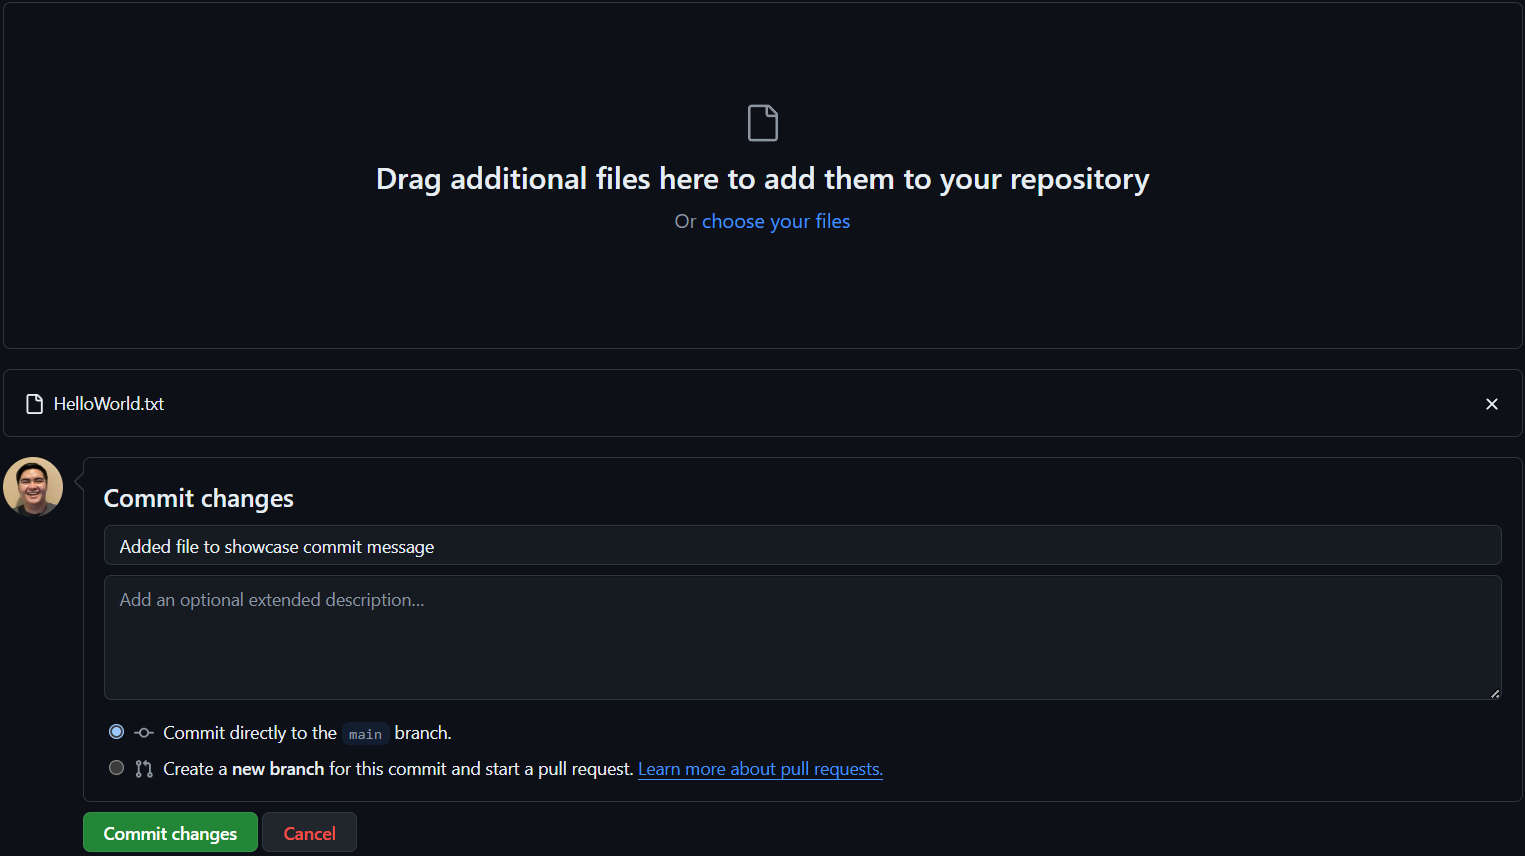 Drag additional files here to add them to your repository
Or choose your files
HelloWorld.txt
Commit changes
Added file to showcase commit message
Add an optional extended description...
Commit directly to the main branch.
Create a new branch for this commit and start a pull request. Learn more about pull requests.
Commit changes Cancel